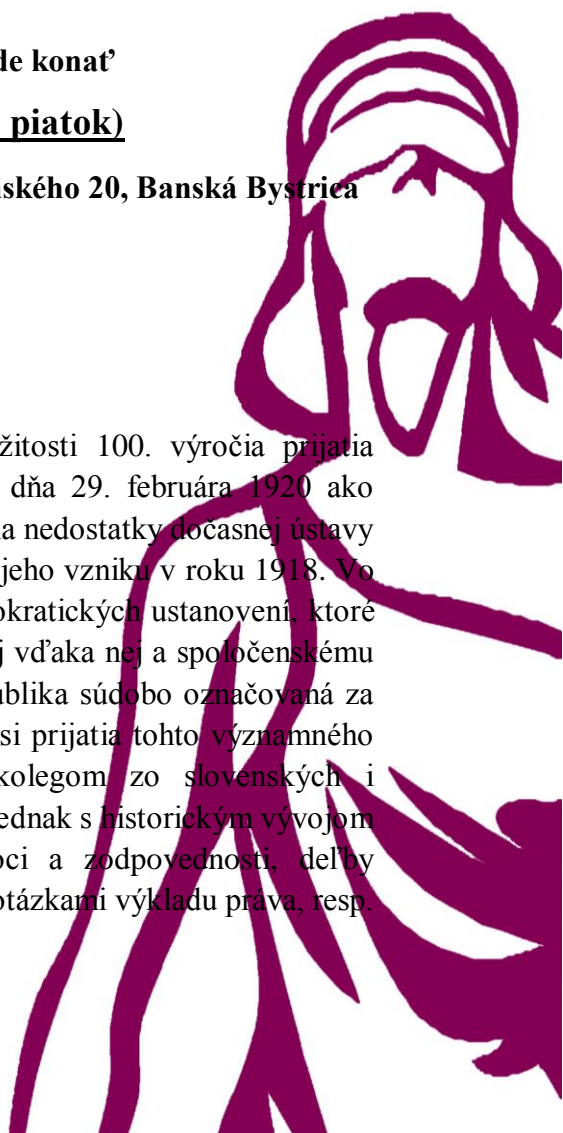 de konať
piatok)
nského 20, Banská Bystrica
žitosti 100. výročia prijatia
dňa 29. februára 1920 ako
la nedostatky dočasnej ústavy
jeho vzniku v roku 1918. Vo
okratických ustanovení, ktoré
j vďaka nej a spoločenskému
ublika súdobo označovaná za
si prijatia tohto významného
kolegom zo slovenských i
ednak s historickým vývojom
oci a zodpovednosti, deľby
otázkami výkladu práva, resp.